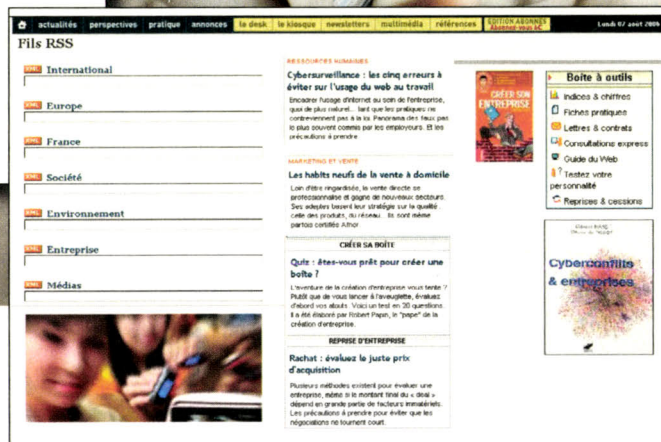 actualités perspectives pratique annonces le desk le kiosque newsletters multimédia références EDITION ABONNES
Abonnez-vous 6€
Lundi 07 août 2006
Fils RSS
XML International
XML Europe
XML France
XML Société
XML Environnement
XML Entreprise
XML Médias
RESSOURCES HUMAINES
Cybersurveillance : les cinq erreurs à
éviter sur l'usage du web au travail
Encadrer l'usage d'internet au sein de l'entreprise,
quoi de plus naturel... tant que les pratiques ne
contreviennent pas à la loi. Panorama des faux pas
le plus souvent commis par les employeurs. Et les
précautions à prendre
MARKETING ET VENTE
Les habits neufs de la vente à domicile
Loin d'être ringardisée, la vente directe se
professionnalise et gagne de nouveaux secteurs.
Ses adeptes basent leur stratégie sur la qualité :
celle des produits, du réseau... Ils sont même
parfois certifiés Afnor
CRÉER SA BOÎTE
Quiz : êtes-vous prêt pour créer une
boîte ?
L'aventure de la création d'entreprise vous tente ?
Plutôt que de vous lancer à l'aveuglette, évaluez
d'abord vos atouts. Voici un test en 20 questions.
Il a été élaboré par Robert Papin, le "pape" de la
création d'entreprise.
REPRISE D'ENTREPRISE
Rachat : évaluez le juste prix
d'acquisition
Plusieurs méthodes existent pour évaluer une
entreprise, même si le montant final du « deal »
dépend en grande partie de facteurs immatériels.
Les précautions à prendre pour éviter que les
négociations ne tournent court.
CRÉER SON
ENTREPRISE
Boîte à outils
Indices & chiffres
Fiches pratiques
Lettres & contrats
Consultations express
Guide du Web
Testez votre
personnalité
Reprises & cessions
Cyberconflits
& entreprises